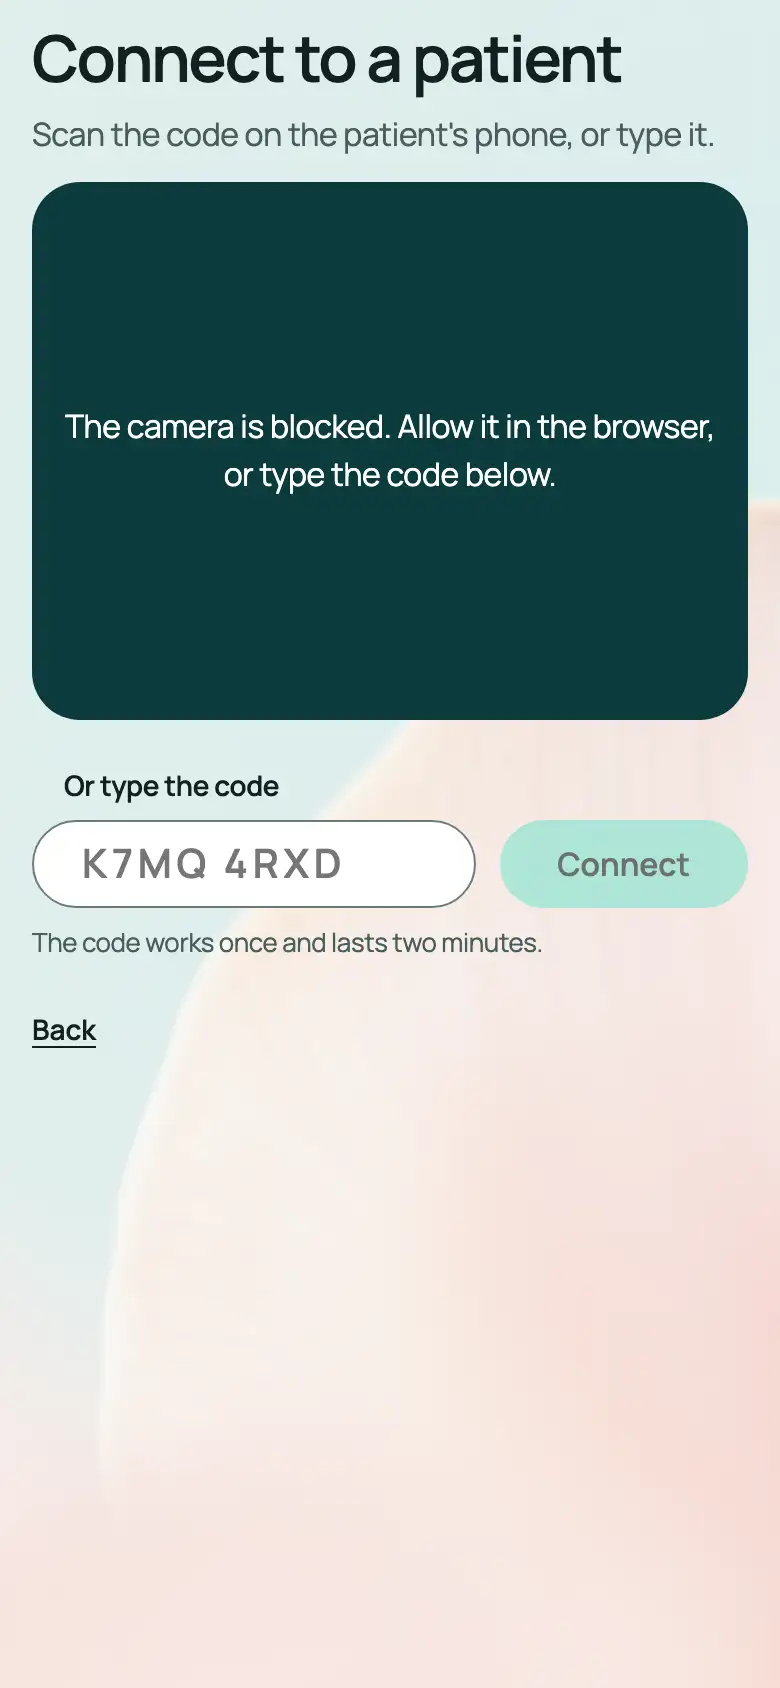 Connect to a patient
Scan the code on the patient's phone, or type it.
The camera is blocked. Allow it in the browser,
or type the code below.
Or type the code
K7MQ 4RXD
Connect
The code works once and lasts two minutes.
Back